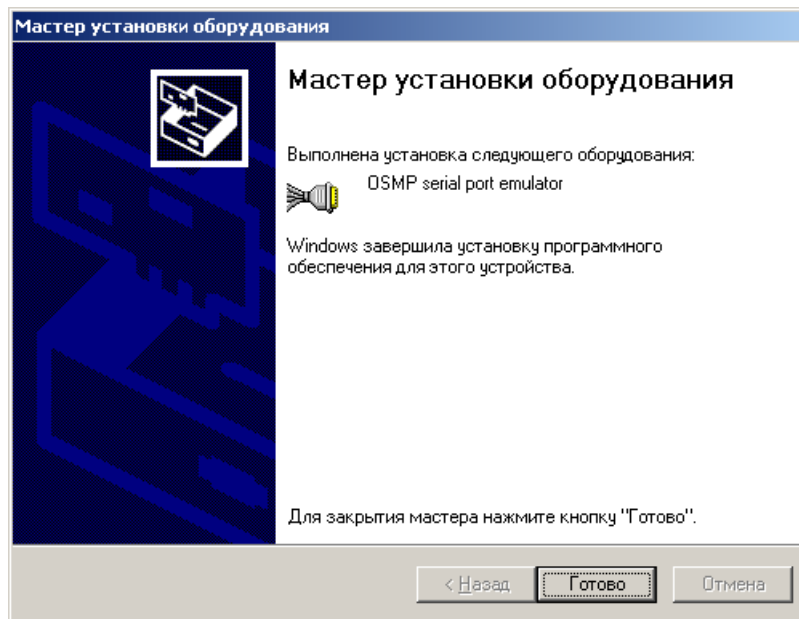 Мастер установки оборудования
Мастер установки оборудования
Выполнена установка следующего оборудования:
OSMP serial port emulator
Windows завершила установку программного
обеспечения для этого устройства.
Для закрытия мастера нажмите кнопку "Готово".
< Назад Готово Отмена